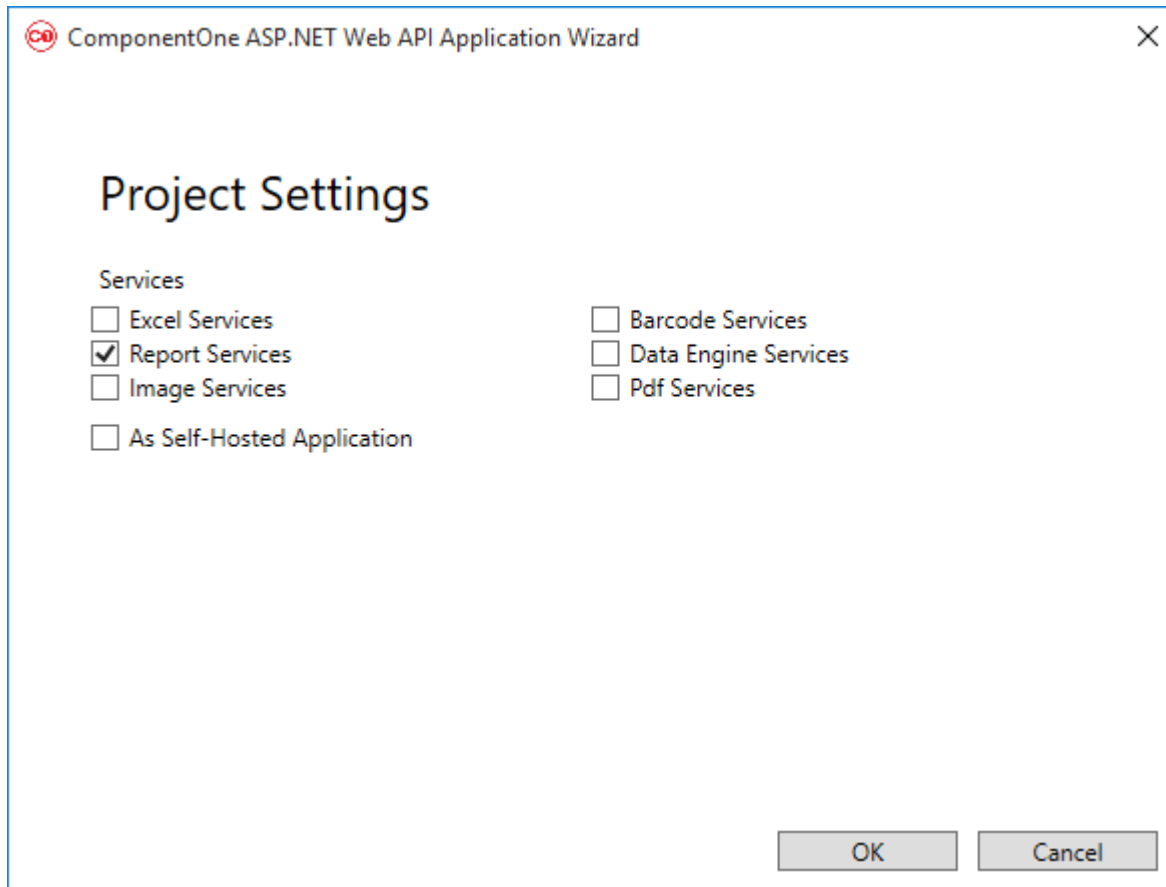 C1 ComponentOne ASP.NET Web API Application Wizard
Project Settings
Services
Excel Services
Barcode Services
Report Services
Data Engine Services
Image Services
Pdf Services
As Self-Hosted Application
OK
Cancel